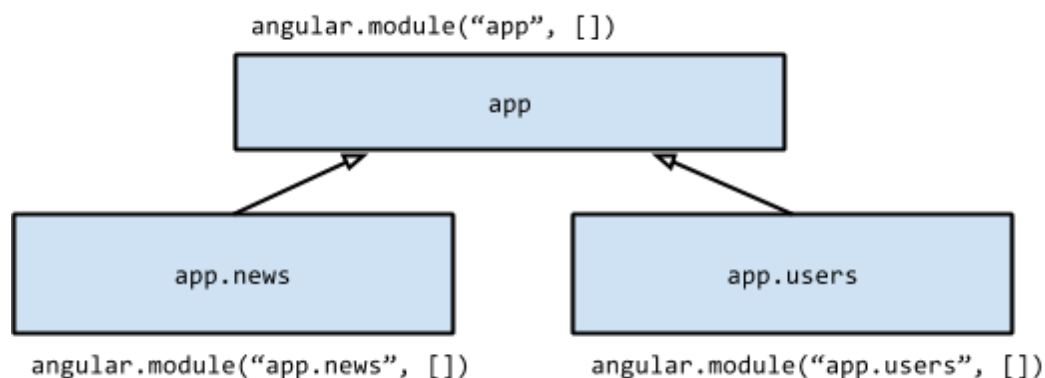 angular.module(“app”, [])
app
app.news
app.users
angular.module(“app.news”, [])
angular.module(“app.users”, [])